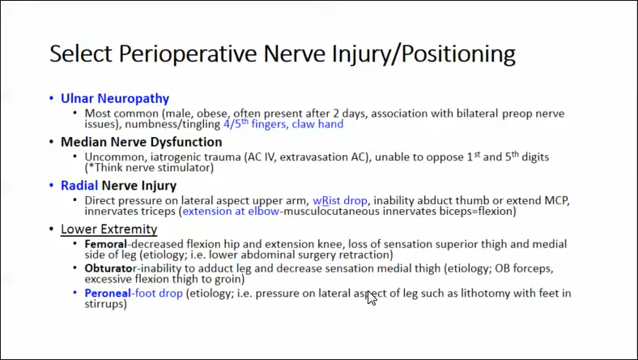 Select Perioperative Nerve Injury/Positioning
• Ulnar Neuropathy
• Most common (male, obese, often present after 2 days, association with bilateral preop nerve
issues), numbness/tingling 4/5th fingers, claw hand
• Median Nerve Dysfunction
• Uncommon, iatrogenic trauma (AC IV, extravasation AC), unable to oppose 1st and 5th digits
(*Think nerve stimulator)
• Radial Nerve Injury
• Direct pressure on lateral aspect upper arm, wRist drop, inability abduct thumb or extend MCP,
innervates triceps (extension at elbow-musculocutaneous innervates biceps=flexion)
• Lower Extremity
• Femoral-decreased flexion hip and extension knee, loss of sensation superior thigh and medial
side of leg (etiology; i.e. lower abdominal surgery retraction)
• Obturator-inability to adduct leg and decrease sensation medial thigh (etiology; OB forceps,
excessive flexion thigh to groin)
• Peroneal-foot drop (etiology; i.e. pressure on lateral aspect of leg such as lithotomy with feet in
stirrups)